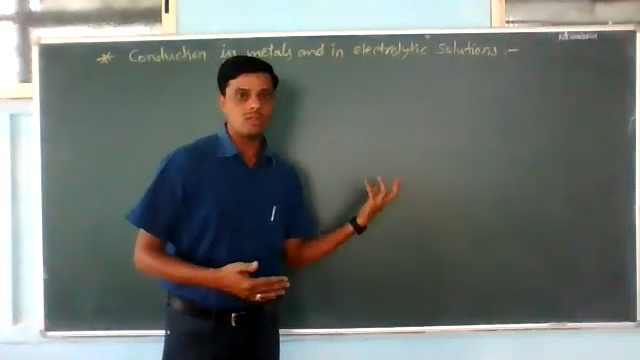 * Conduction in metals and in electrolytic solutions :-